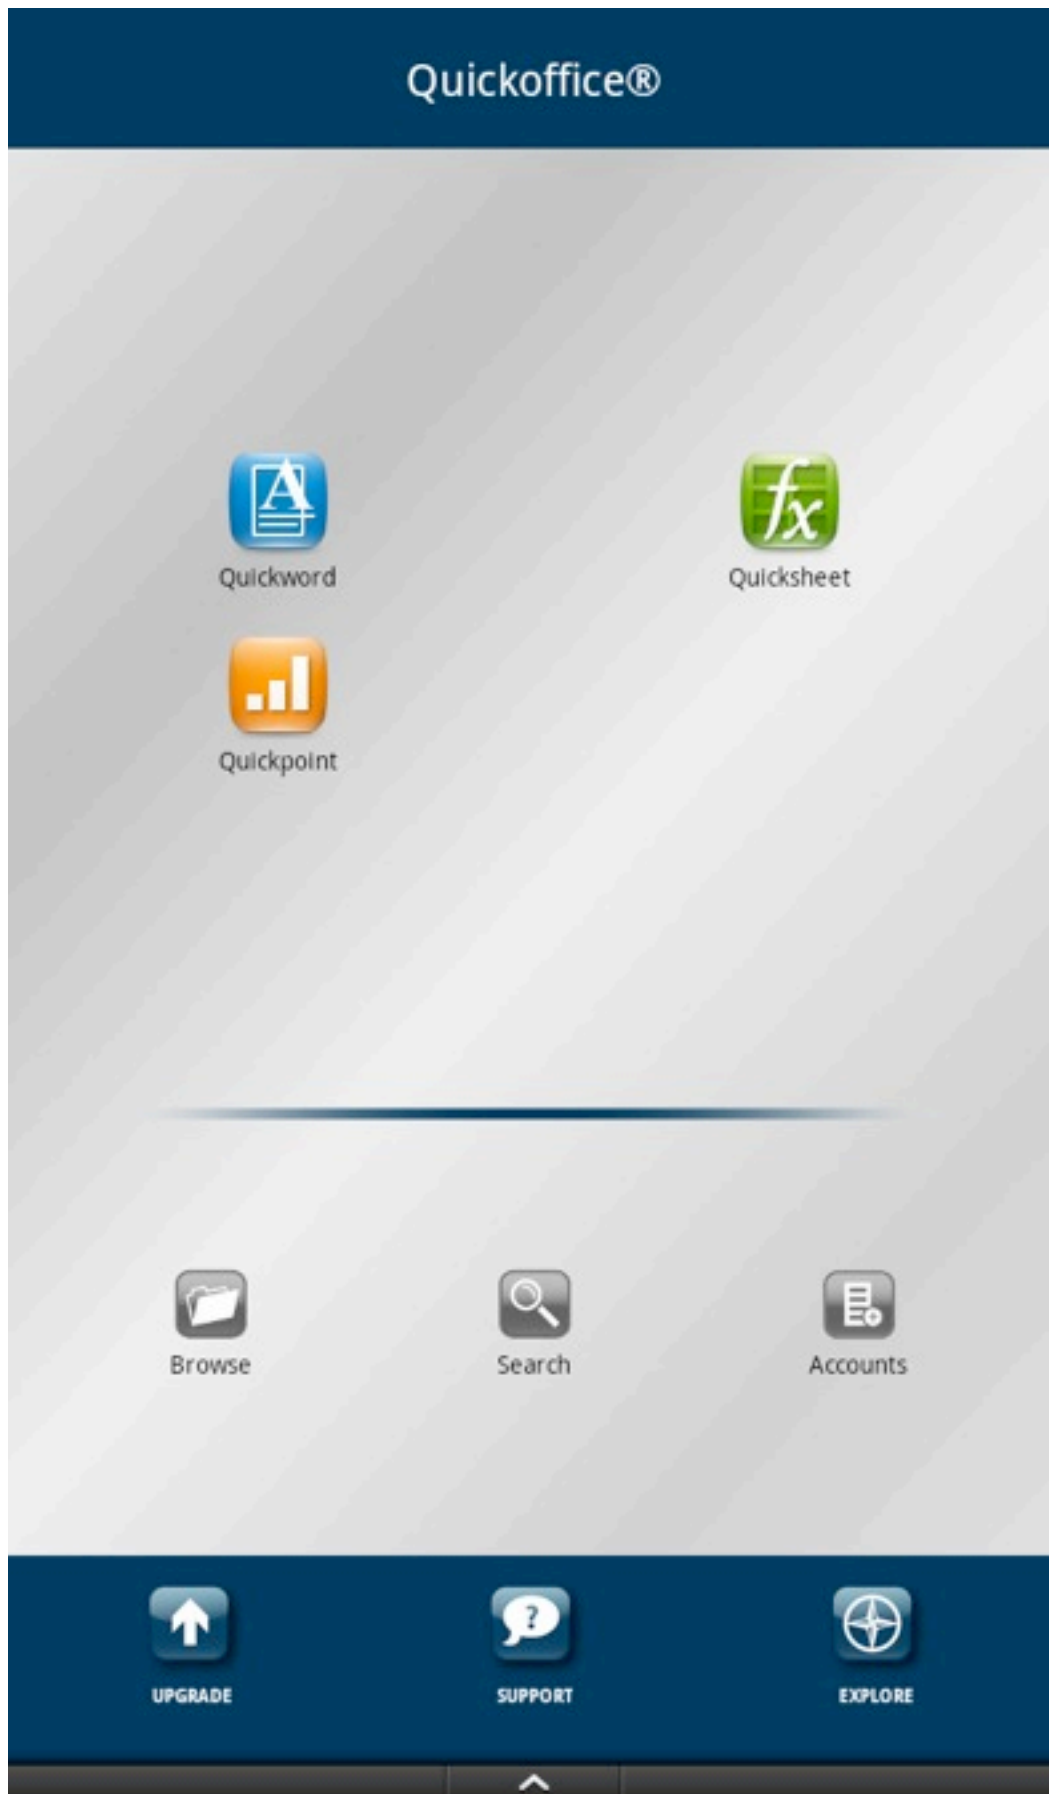 Quickoffice®
Quickword
Quicksheet
Quickpoint
Browse
Search
Accounts
UPGRADE
SUPPORT
EXPLORE